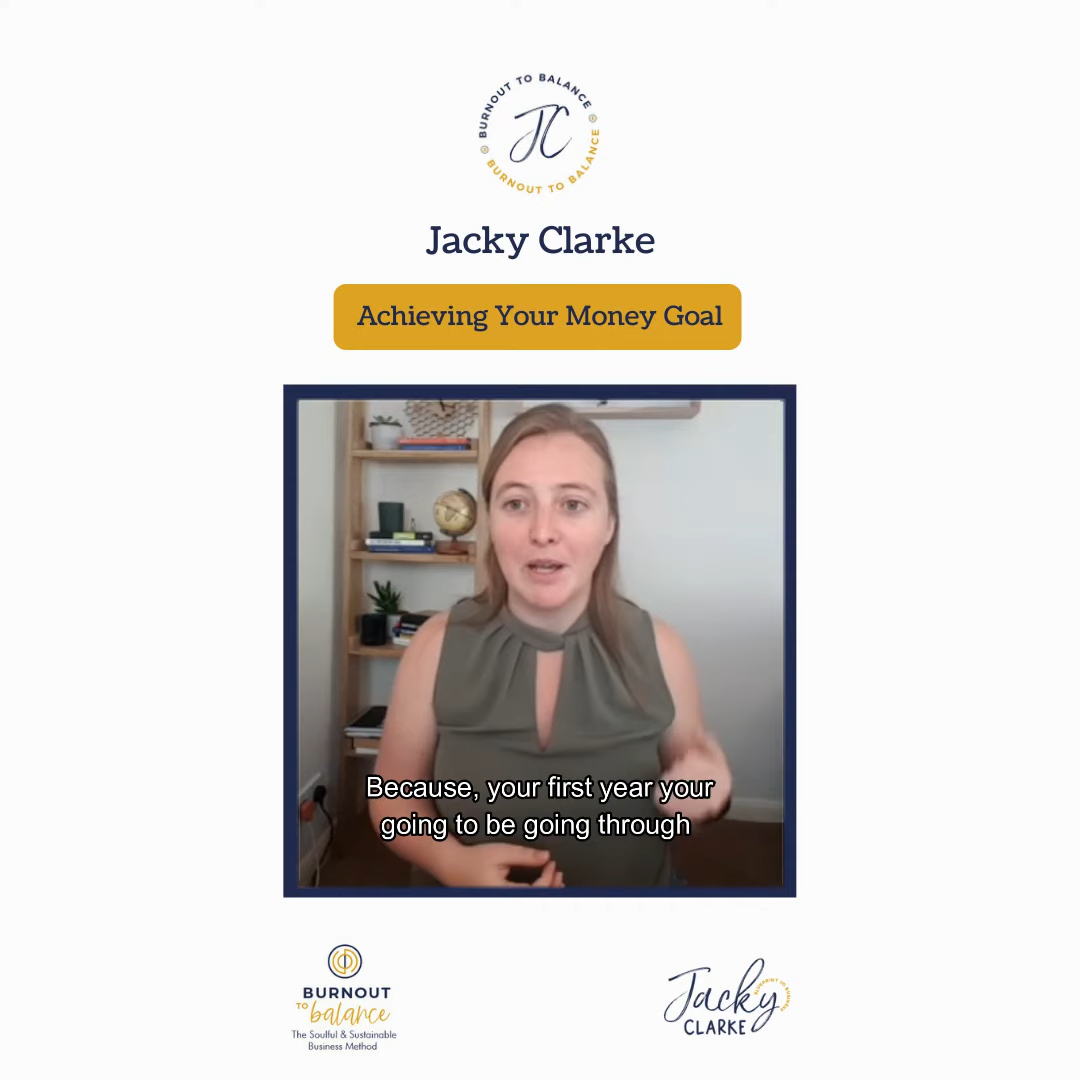 BURNOUT TO BALANCE
JC
BURNOUT TO BALANCE
Jacky Clarke
Achieving Your Money Goal
Because, your first year your
going to be going through
BURNOUT
TO balance
The Soulful & Sustainable
Business Method
Jacky
CLARKE